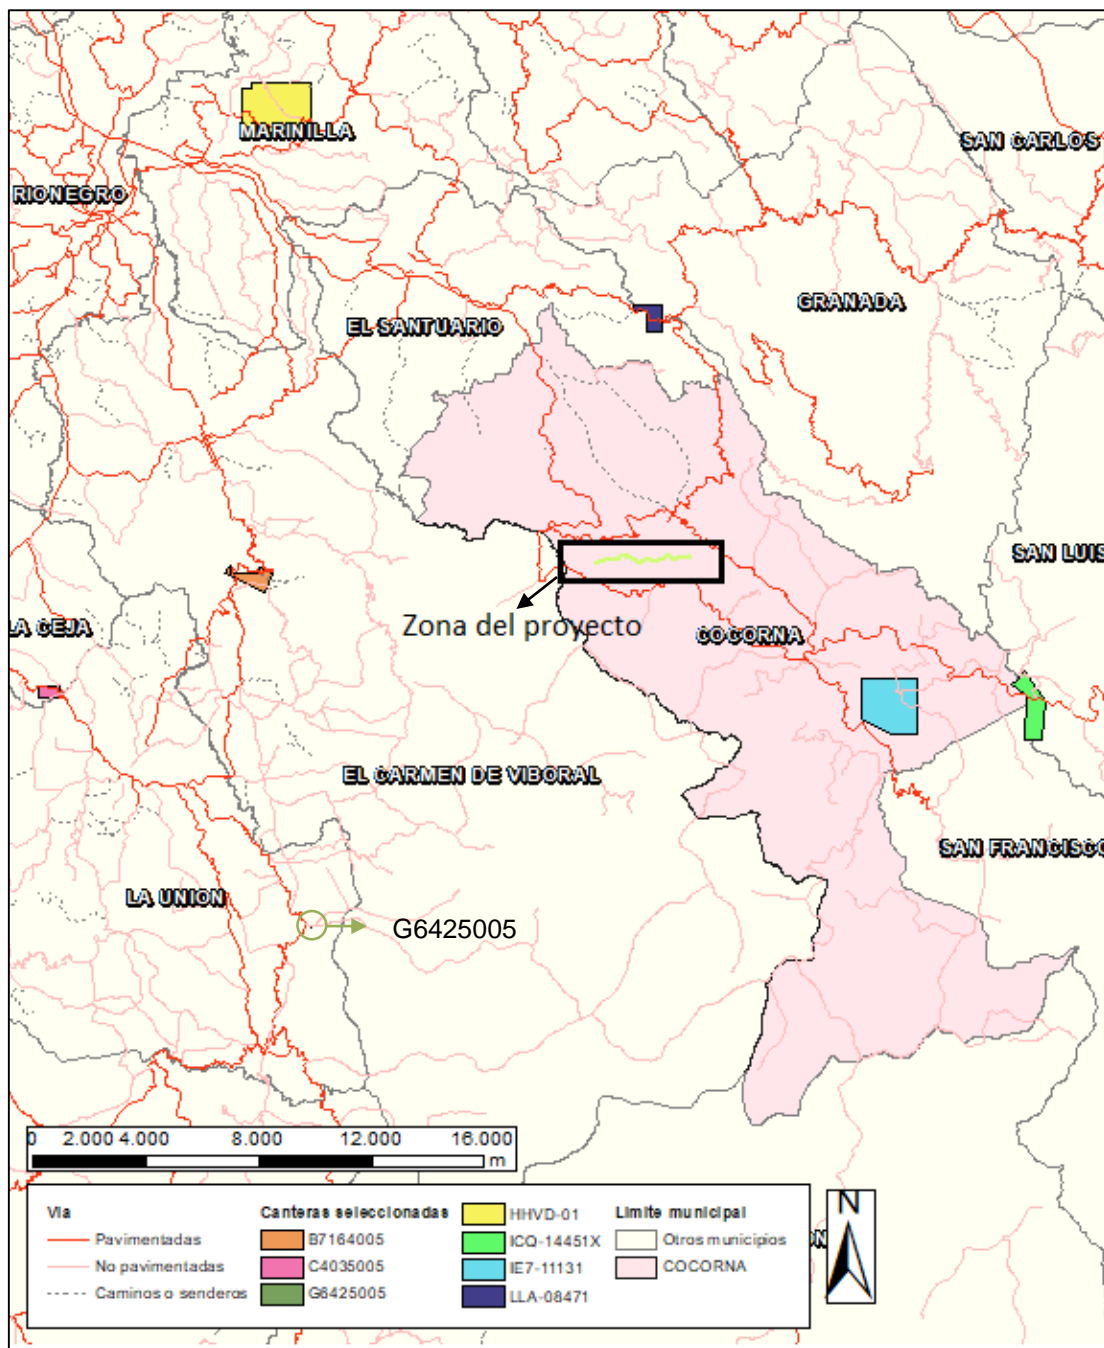 MARINILLA
SAN CARLOS
RIONEGRO
GRANADA
EL SANTUARIO
SAN LUIS
LA CEJA
Zona del proyecto
COCORNA
EL CARMEN DE VIBORAL
SAN FRANCISCO
LA UNION
G6425005
0 2.000 4.000 8.000 12.000 16.000
m
Via
Pavimentadas
No pavimentadas
Caminos o senderos
Canteras seleccionadas
B7164005
C4035005
G6425005
HHVD-01
ICQ-14451X
IE7-11131
LLA-08471
Limite municipal
Otros municipios
COCORNA
N